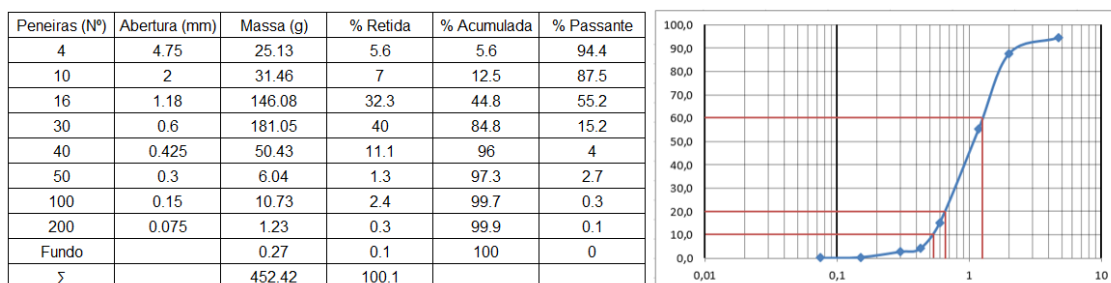 Peneiras (Nº) Abertura (mm) Massa (g) % Retida % Acumulada % Passante
4 4.75 25.13 5.6 5.6 94.4
10 2 31.46 7 12.5 87.5
16 1.18 146.08 32.3 44.8 55.2
30 0.6 181.05 40 84.8 15.2
40 0.425 50.43 11.1 96 4
50 0.3 6.04 1.3 97.3 2.7
100 0.15 10.73 2.4 99.7 0.3
200 0.075 1.23 0.3 99.9 0.1
Fundo 0.27 0.1 100 0
Σ 452.42 100.1
100,0
90,0
80,0
70,0
60,0
50,0
40,0
30,0
20,0
10,0
0,0
0,01 0,1 1 10